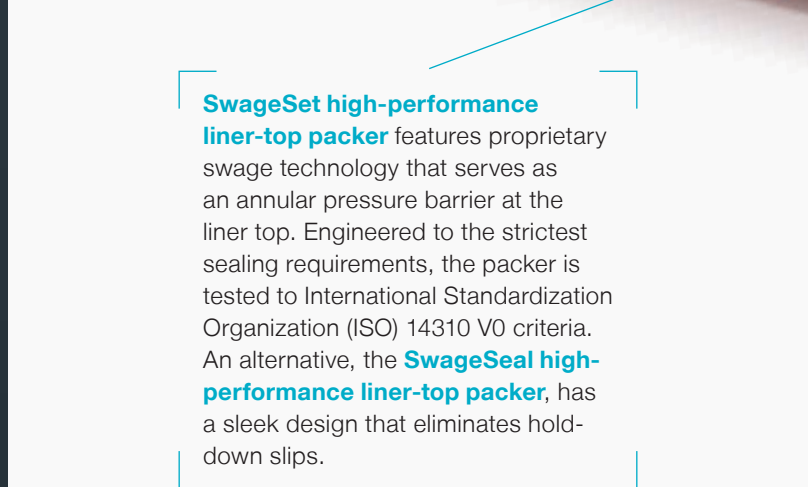 SwageSet high-performance
liner-top packer features proprietary
swage technology that serves as
an annular pressure barrier at the
liner top. Engineered to the strictest
sealing requirements, the packer is
tested to International Standardization
Organization (ISO) 14310 V0 criteria.
An alternative, the SwageSeal high-
performance liner-top packer, has
a sleek design that eliminates hold-
down slips.